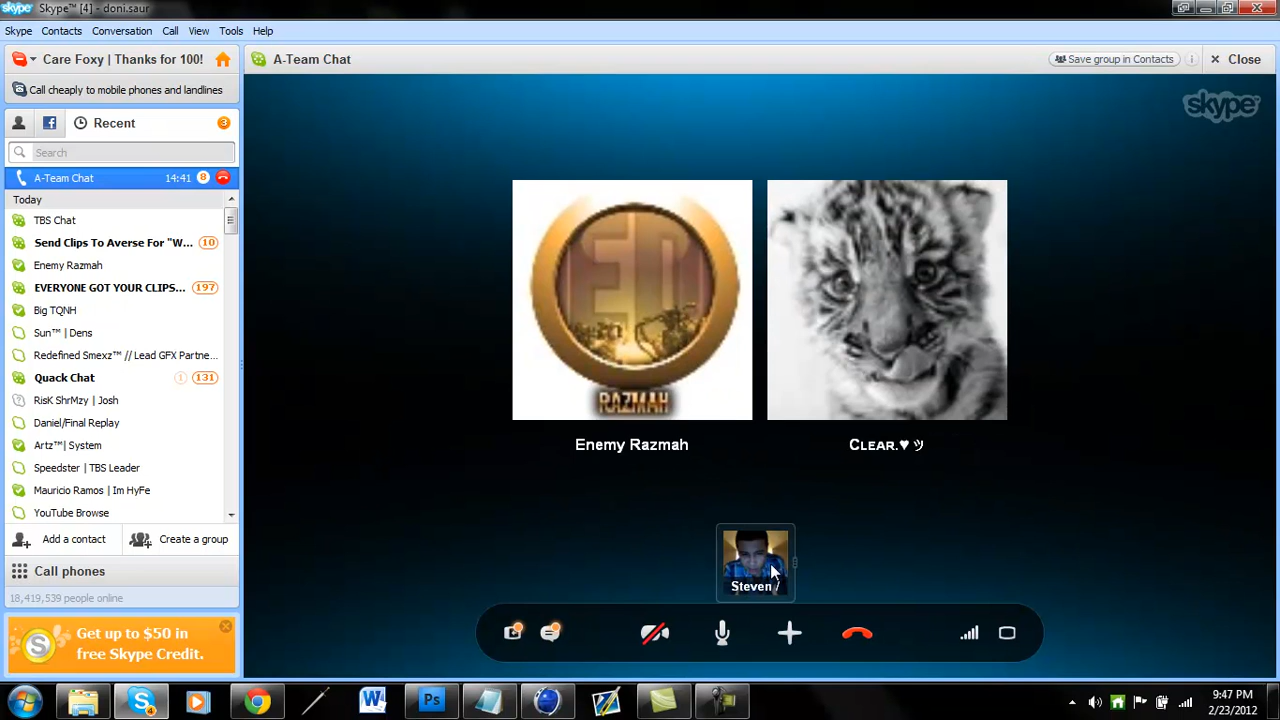 Skype™ [4] - doni.saur
Skype Contacts Conversation Call View Tools Help
Care Foxy | Thanks for 100!
Call cheaply to mobile phones and landlines
Recent 3
Search
A-Team Chat 14:41 8
Today
TBS Chat
Send Clips To Averse For "W... 10
Enemy Razmah
EVERYONE GOT YOUR CLIPS... 197
Big TQNH
Sun™ | Dens
Redefined Smexz™ // Lead GFX Partne...
Quack Chat 1 131
RisK ShrMzy | Josh
Daniel/Final Replay
Artz™| System
Speedster | TBS Leader
Mauricio Ramos | Im HyFe
YouTube Browse
Add a contact Create a group
Call phones
18,419,539 people online
Get up to $50 in
free Skype Credit.
A-Team Chat
Save group in Contacts
Close
skype
RAZMAH
Enemy Razmah
Clear.♥ ツ
Steven /
W Ps
9:47 PM
2/23/2012